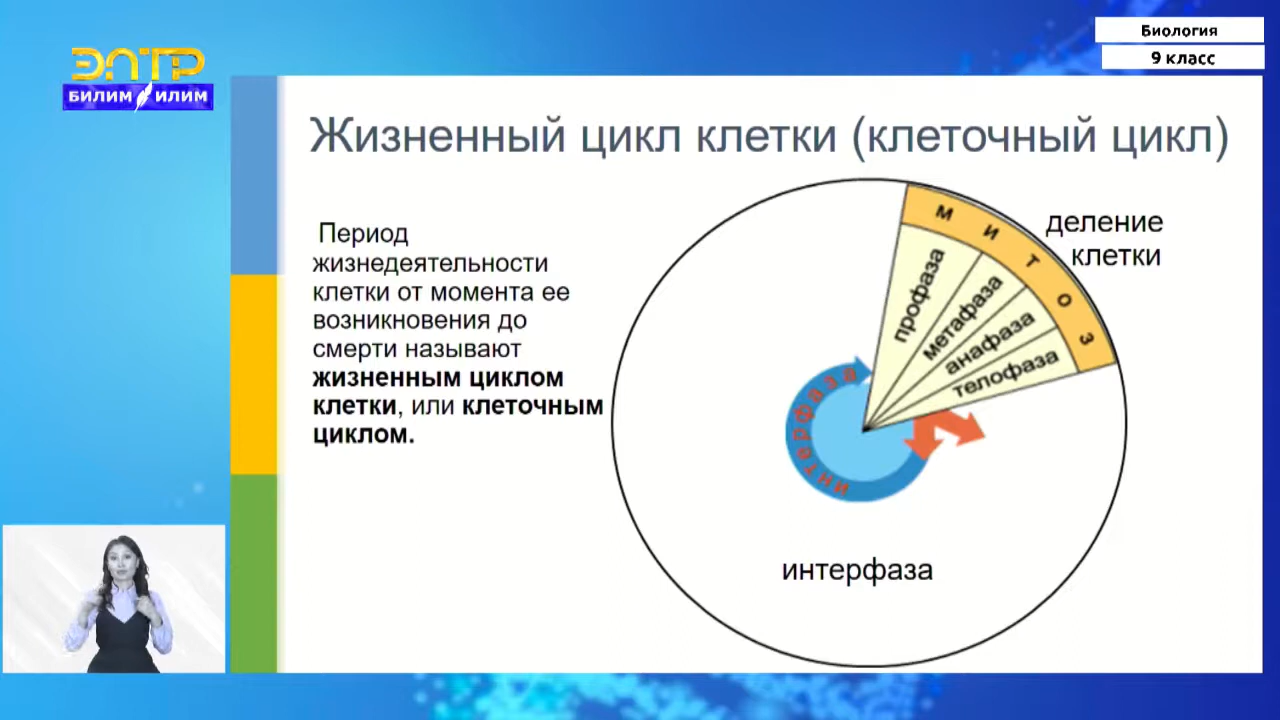 Биология
9 класс
ЭЛТР
БИЛИМ ИЛИМ
Жизненный цикл клетки (клеточный цикл)
Период
жизнедеятельности
клетки от момента ее
возникновения до
смерти называют
жизненным циклом
клетки, или клеточным
циклом.
митоз
деление
клетки
профаза
метафаза
анафаза
телофаза
интерфаза
интерфаза